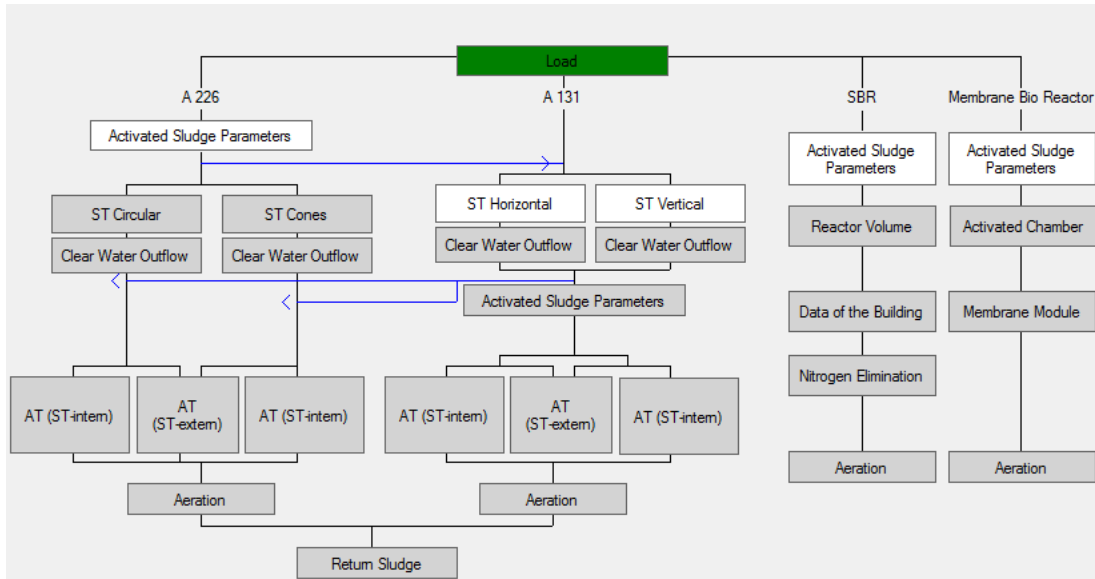 Load
A 226
A 131
SBR
Membrane Bio Reactor
Activated Sludge Parameters
Activated Sludge
Parameters
Activated Sludge
Parameters
ST Circular
ST Cones
ST Horizontal
ST Vertical
Reactor Volume
Activated Chamber
Clear Water Outflow
Clear Water Outflow
Clear Water Outflow
Clear Water Outflow
Activated Sludge Parameters
Data of the Building
Membrane Module
Nitrogen Elimination
AT (ST-intern)
AT
(ST-extern)
AT (ST-intern)
AT (ST-intern)
AT
(ST-extern)
AT (ST-intern)
Aeration
Aeration
Aeration
Aeration
Return Sludge